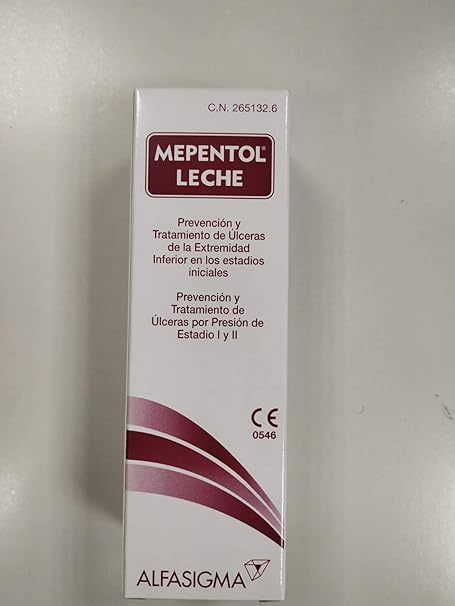 C.N. 265132.6
MEPENTOL®
LECHE
Prevención y
Tratamiento de Úlceras
de la Extremidad
Inferior en los estadios
iniciales
Prevención y
Tratamiento de
Úlceras por Presión de
Estadio I y II
CE
0546
ALFASIGMA